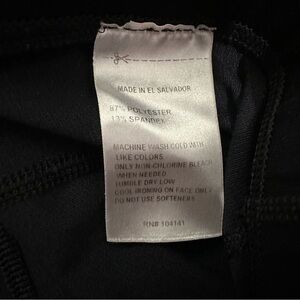 MADE IN EL SALVADOR
87% POLYESTER
13% SPANDEX
MACHINE WASH COLD WITH
LIKE COLORS
ONLY NON-CHLORINE BLEACH
WHEN NEEDED
TUMBLE DRY LOW
COOL IRONING ON FACE ONLY
DO NOT USE SOFTENERS
RN# 104141